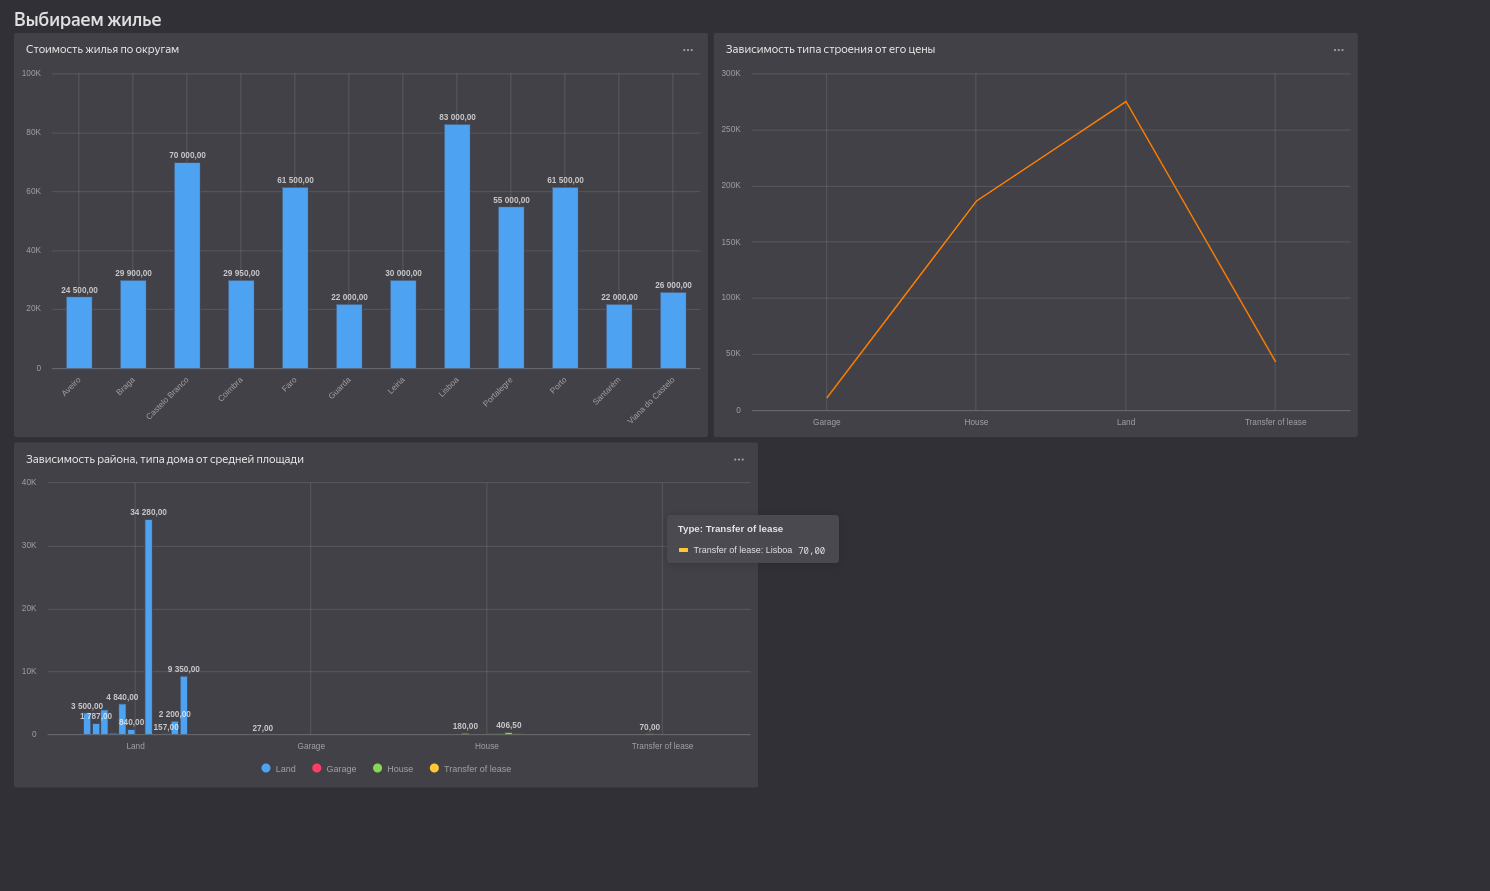 Выбираем жилье
Стоимость жилья по округам
100K
80K
60K
40K
20K
0
24 500,00
29 900,00
70 000,00
29 950,00
61 500,00
22 000,00
30 000,00
83 000,00
55 000,00
61 500,00
22 000,00
26 000,00
Aveiro
Braga
Castelo Branco
Coimbra
Faro
Guarda
Leiria
Lisboa
Portalegre
Porto
Santarém
Viana do Castelo
Зависимость типа строения от его цены
300K
250K
200K
150K
100K
50K
0
Garage
House
Land
Transfer of lease
Зависимость района, типа дома от средней площади
40K
30K
20K
10K
0
34 280,00
9 350,00
4 840,00
3 500,00
1 787,00
840,00
2 200,00
157,00
27,00
180,00
406,50
70,00
Land
Garage
House
Transfer of lease
Land
Garage
House
Transfer of lease
Type: Transfer of lease
Transfer of lease: Lisboa 70,00